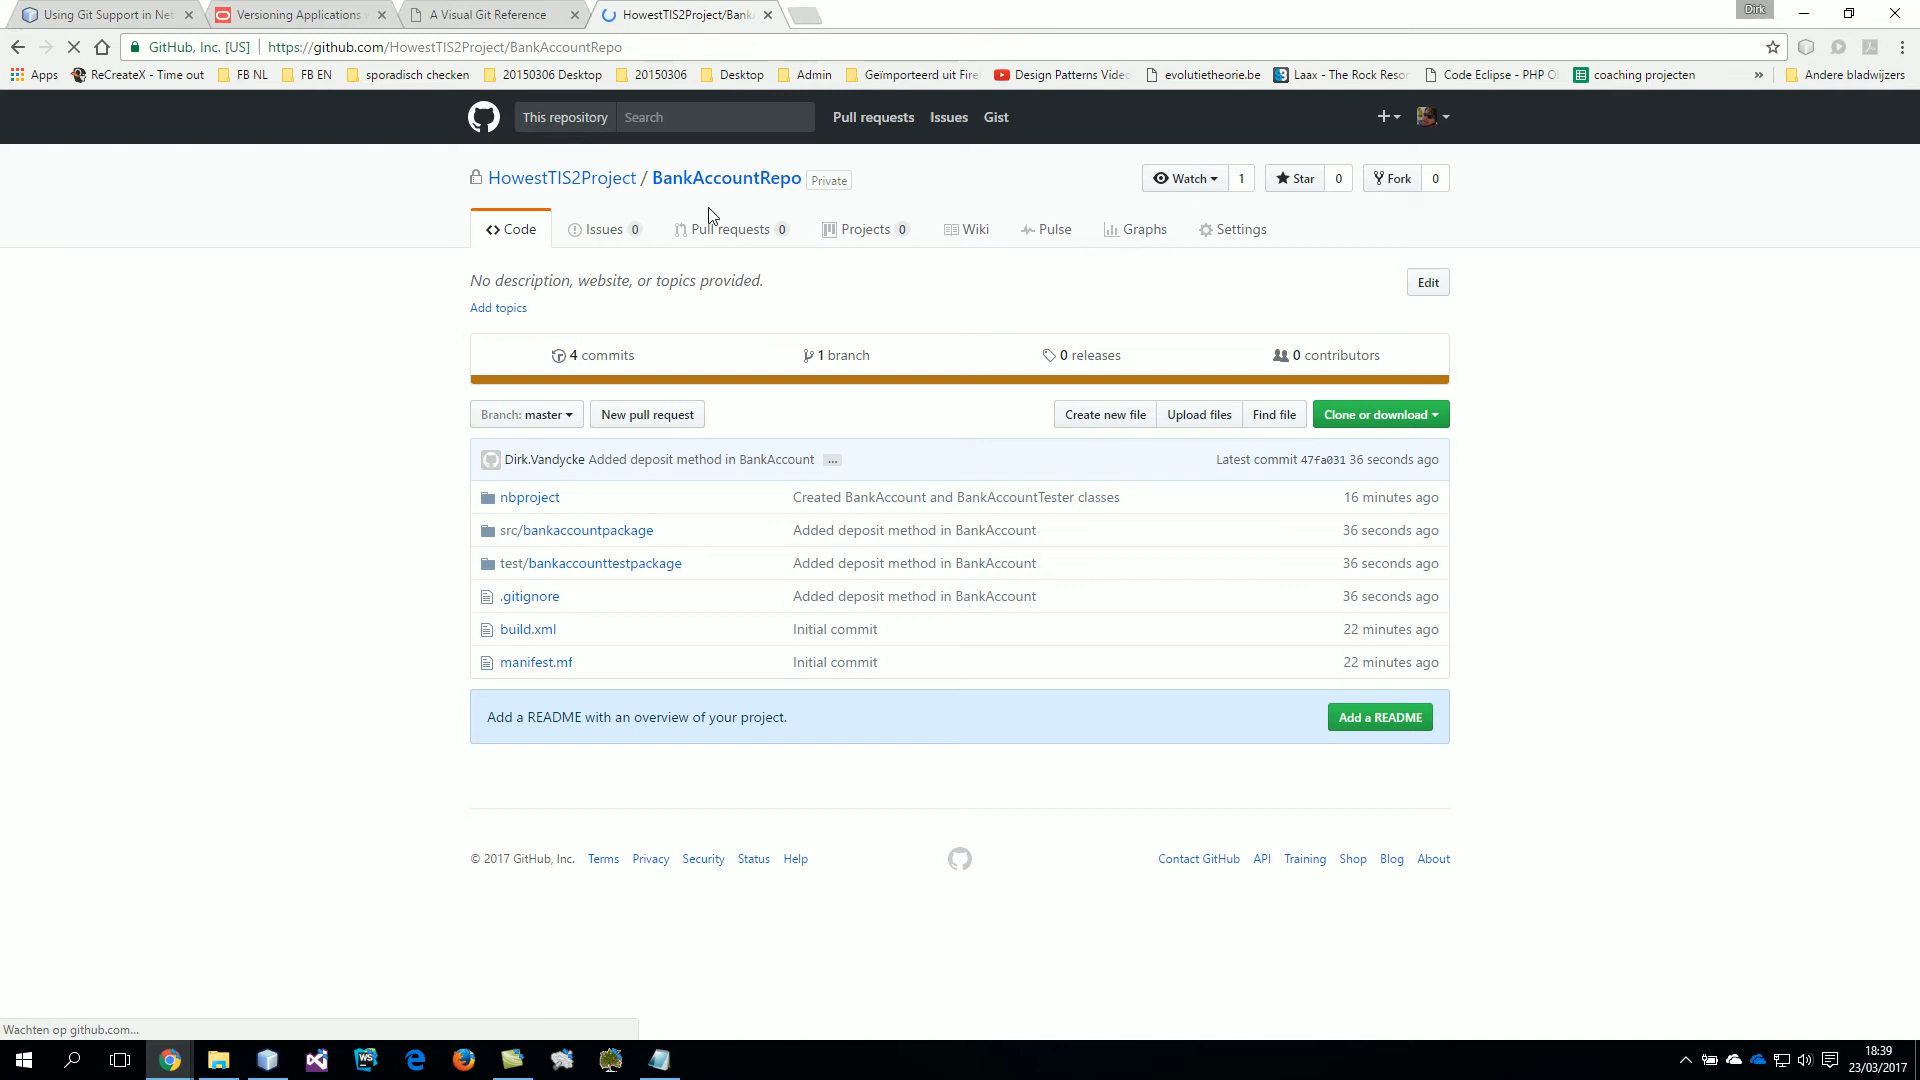 Using Git Support in Net
Versioning Applications w
A Visual Git Reference
HowestTIS2Project/Bank
Dirk
GitHub, Inc. [US] | https://github.com/HowestTIS2Project/BankAccountRepo
Apps ReCreateX - Time out FB NL FB EN sporadisch checken 20150306 Desktop 20150306 Desktop Admin Geïmporteerd uit Fire Design Patterns Video evolutietheorie.be Laax - The Rock Resor Code Eclipse - PHP O coaching projecten » Andere bladwijzers
This repository Search Pull requests Issues Gist
HowestTIS2Project / BankAccountRepo Private
Watch 1 Star 0 Fork 0
Code Issues 0 Pull requests 0 Projects 0 Wiki Pulse Graphs Settings
No description, website, or topics provided. Edit
Add topics
4 commits 1 branch 0 releases 0 contributors
Branch: master New pull request Create new file Upload files Find file Clone or download
Dirk.Vandycke Added deposit method in BankAccount ... Latest commit 47fa031 36 seconds ago
nbproject Created BankAccount and BankAccountTester classes 16 minutes ago
src/bankaccountpackage Added deposit method in BankAccount 36 seconds ago
test/bankaccounttestpackage Added deposit method in BankAccount 36 seconds ago
.gitignore Added deposit method in BankAccount 36 seconds ago
build.xml Initial commit 22 minutes ago
manifest.mf Initial commit 22 minutes ago
Add a README with an overview of your project. Add a README
© 2017 GitHub, Inc. Terms Privacy Security Status Help Contact GitHub API Training Shop Blog About
Wachten op github.com...
WS
18:39
23/03/2017